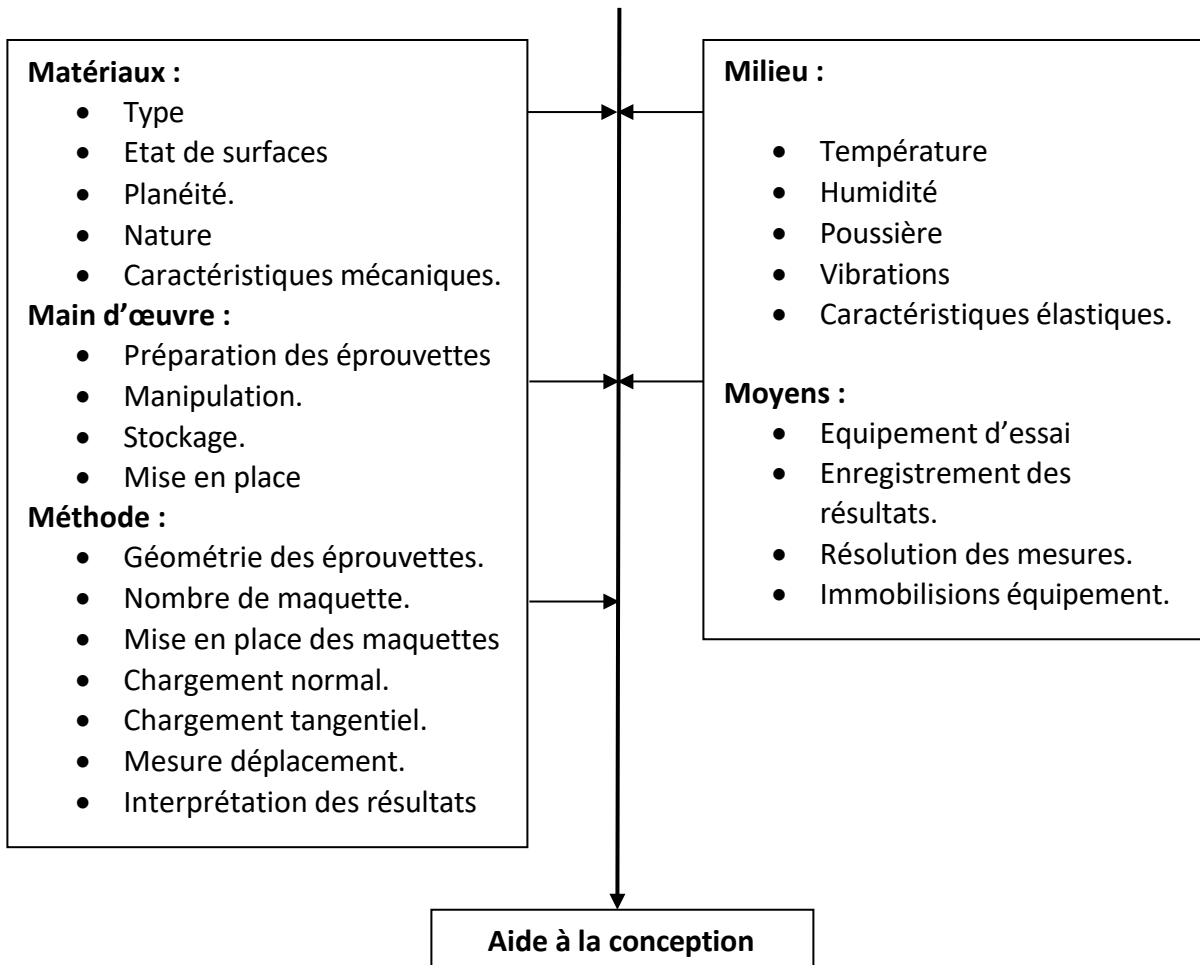 Matériaux :
• Type
• Etat de surfaces
• Planéité.
• Nature
• Caractéristiques mécaniques.
Main d’œuvre :
• Préparation des éprouvettes
• Manipulation.
• Stockage.
• Mise en place
Méthode :
• Géométrie des éprouvettes.
• Nombre de maquette.
• Mise en place des maquettes
• Chargement normal.
• Chargement tangentiel.
• Mesure déplacement.
• Interprétation des résultats
Milieu :
• Température
• Humidité
• Poussière
• Vibrations
• Caractéristiques élastiques.
Moyens :
• Equipement d’essai
• Enregistrement des
résultats.
• Résolution des mesures.
• Immobilisions équipement.
Aide à la conception